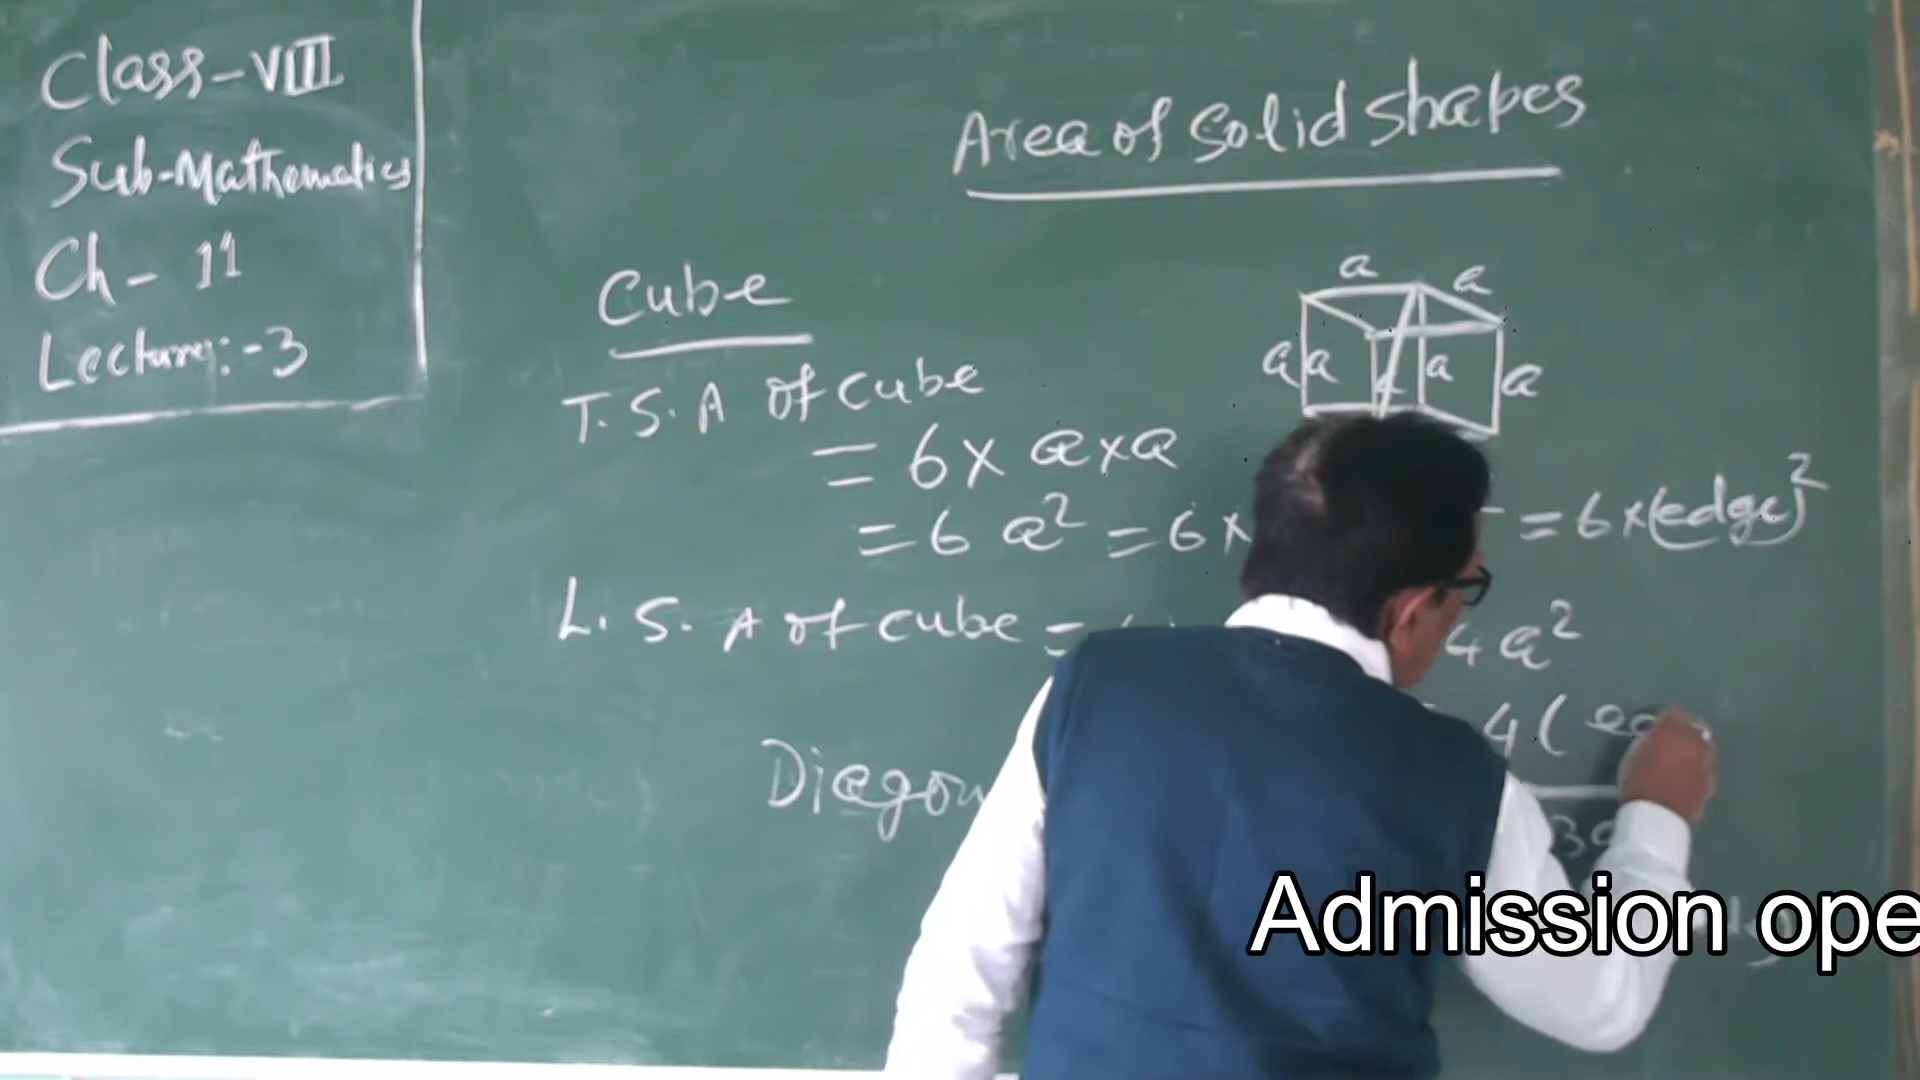 Class-VIII
Sub-Mathematics
Ch- 11
Lecture:-3
Area of Solid Shapes
Cube
a a
a a a a
T.S.A of cube
= 6 × a×a
= 6 a² = 6 × = 6 ×(edge)²
L. S. A of cube = 4 a²
4 (
Admission ope